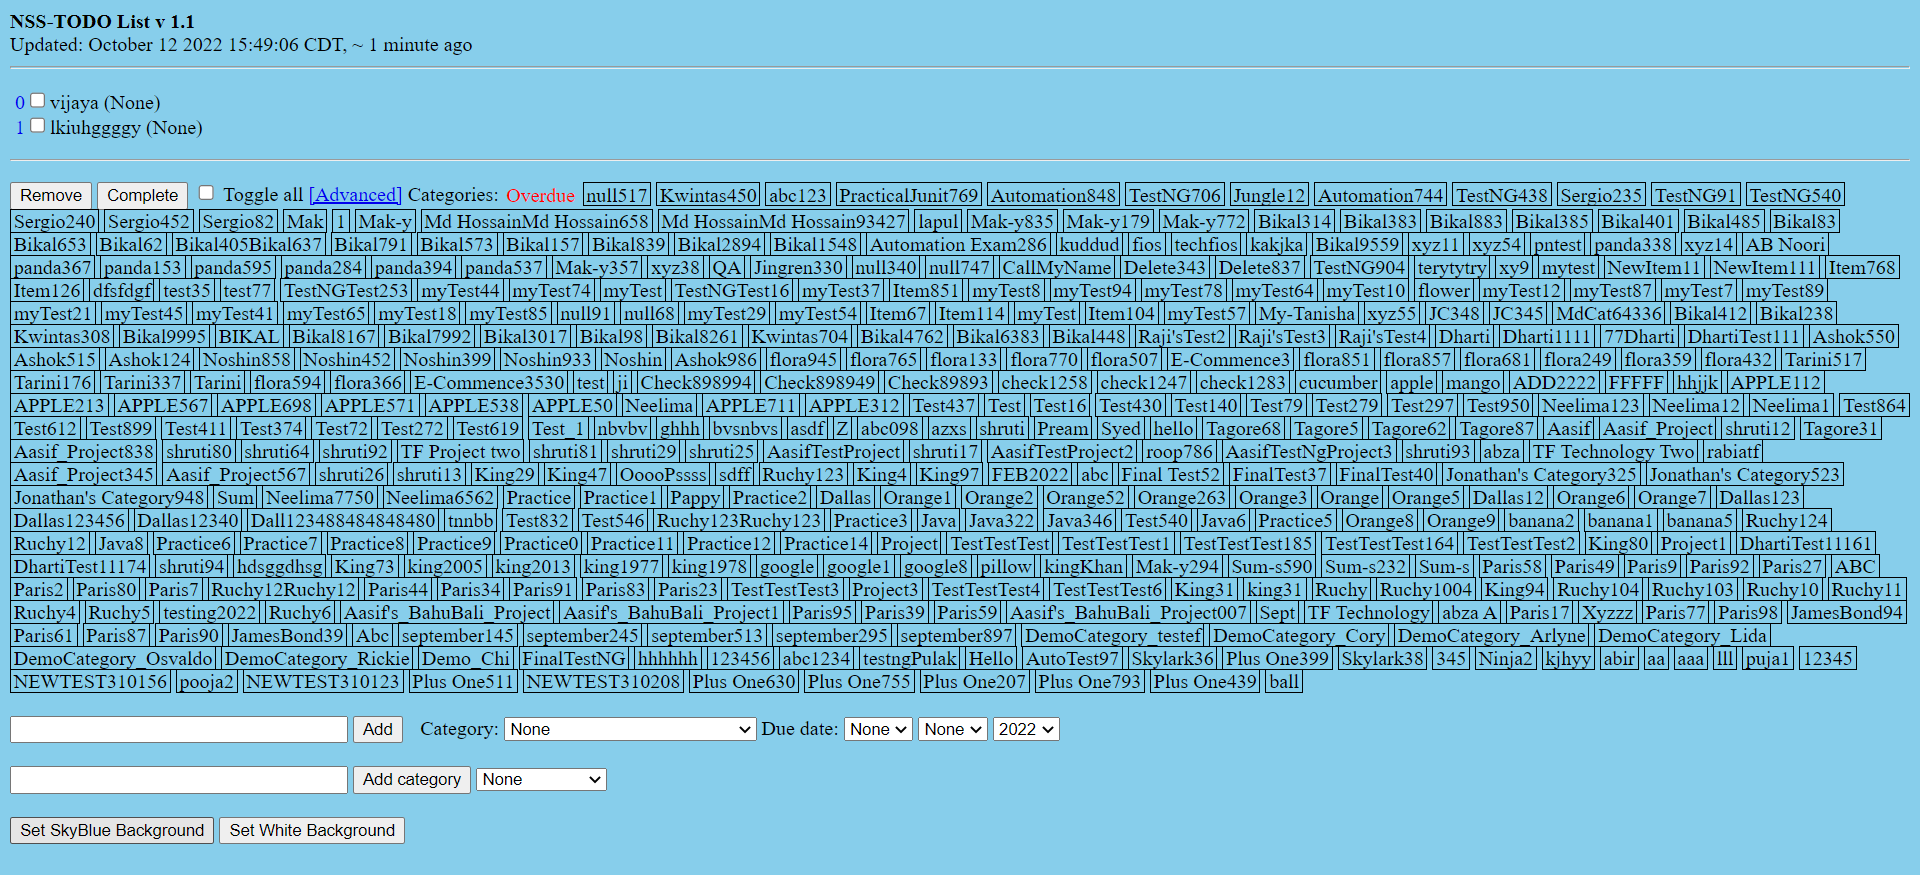 NSS-TODO List v 1.1
Updated: October 12 2022 15:49:06 CDT, ~ 1 minute ago
0 vijaya (None)
1 lkiuhggggy (None)
Remove Complete Toggle all [Advanced] Categories: Overdue null517 Kwintas450 abc123 PracticalJunit769 Automation848 TestNG706 Jungle12 Automation744 TestNG438 Sergio235 TestNG91 TestNG540
Sergio240 Sergio452 Sergio82 Mak 1 Mak-y Md HossainMd Hossain658 Md HossainMd Hossain93427 lapul Mak-y835 Mak-y179 Mak-y772 Bikal314 Bikal383 Bikal883 Bikal385 Bikal401 Bikal485 Bikal83
Bikal653 Bikal62 Bikal405Bikal637 Bikal791 Bikal573 Bikal157 Bikal839 Bikal2894 Bikal1548 Automation Exam286 kuddud fios techfios kakjka Bikal9559 xyz11 xyz54 pntest panda338 xyz14 AB Noori
panda367 panda153 panda595 panda284 panda394 panda537 Mak-y357 xyz38 QA Jingren330 null340 null747 CallMyName Delete343 Delete837 TestNG904 terytytry xy9 mytest NewItem11 NewItem111 Item768
Item126 dfsfdgf test35 test77 TestNGTest253 myTest44 myTest74 myTest TestNGTest16 myTest37 Item851 myTest8 myTest94 myTest78 myTest64 myTest10 flower myTest12 myTest87 myTest7 myTest89
myTest21 myTest45 myTest41 myTest65 myTest18 myTest85 null91 null68 myTest29 myTest54 Item67 Item114 myTest Item104 myTest57 My-Tanisha xyz55 JC348 JC345 MdCat64336 Bikal412 Bikal238
Kwintas308 Bikal9995 BIKAL Bikal8167 Bikal7992 Bikal3017 Bikal98 Bikal8261 Kwintas704 Bikal4762 Bikal6383 Bikal448 Raji'sTest2 Raji'sTest3 Raji'sTest4 Dharti Dharti1111 77Dharti DhartiTest111 Ashok550
Ashok515 Ashok124 Noshin858 Noshin452 Noshin399 Noshin933 Noshin Ashok986 flora945 flora765 flora133 flora770 flora507 E-Commence3 flora851 flora857 flora681 flora249 flora359 flora432 Tarini517
Tarini176 Tarini337 Tarini flora594 flora366 E-Commence3530 test ji Check898994 Check898949 Check89893 check1258 check1247 check1283 cucumber apple mango ADD2222 FFFFF hhjjk APPLE112
APPLE213 APPLE567 APPLE698 APPLE571 APPLE538 APPLE50 Neelima APPLE711 APPLE312 Test437 Test Test16 Test430 Test140 Test79 Test279 Test297 Test950 Neelima123 Neelima12 Neelima1 Test864
Test612 Test899 Test411 Test374 Test72 Test272 Test619 Test_1 nbvbv ghhh bvsnbvs asdf Z abc098 azxs shruti Pream Syed hello Tagore68 Tagore5 Tagore62 Tagore87 Aasif Aasif_Project shruti12 Tagore31
Aasif_Project838 shruti80 shruti64 shruti92 TF Project two shruti81 shruti29 shruti25 AasifTestProject shruti17 AasifTestProject2 roop786 AasifTestNgProject3 shruti93 abza TF Technology Two rabiatf
Aasif_Project345 Aasif_Project567 shruti26 shruti13 King29 King47 OoooPssss sdff Ruchy123 King4 King97 FEB2022 abc Final Test52 FinalTest37 FinalTest40 Jonathan's Category325 Jonathan's Category523
Jonathan's Category948 Sum Neelima7750 Neelima6562 Practice Practice1 Pappy Practice2 Dallas Orange1 Orange2 Orange52 Orange263 Orange3 Orange Orange5 Dallas12 Orange6 Orange7 Dallas123
Dallas123456 Dallas12340 Dall123488484848480 tnnbb Test832 Test546 Ruchy123Ruchy123 Practice3 Java Java322 Java346 Test540 Java6 Practice5 Orange8 Orange9 banana2 banana1 banana5 Ruchy124
Ruchy12 Java8 Practice6 Practice7 Practice8 Practice9 Practice0 Practice11 Practice12 Practice14 Project TestTestTest TestTestTest1 TestTestTest185 TestTestTest164 TestTestTest2 King80 Project1 DhartiTest11161
DhartiTest11174 shruti94 hdsggdhsg King73 king2005 king2013 king1977 king1978 google google1 google8 pillow kingKhan Mak-y294 Sum-s590 Sum-s232 Sum-s Paris58 Paris49 Paris9 Paris92 Paris27 ABC
Paris2 Paris80 Paris7 Ruchy12Ruchy12 Paris44 Paris34 Paris91 Paris83 Paris23 TestTestTest3 Project3 TestTestTest4 TestTestTest6 King31 king31 Ruchy Ruchy1004 King94 Ruchy104 Ruchy103 Ruchy10 Ruchy11
Ruchy4 Ruchy5 testing2022 Ruchy6 Aasif's_BahuBali_Project Aasif's_BahuBali_Project1 Paris95 Paris39 Paris59 Aasif's_BahuBali_Project007 Sept TF Technology abza A Paris17 Xyzzz Paris77 Paris98 JamesBond94
Paris61 Paris87 Paris90 JamesBond39 Abc september145 september245 september513 september295 september897 DemoCategory_testef DemoCategory_Cory DemoCategory_Arlyne DemoCategory_Lida
DemoCategory_Osvaldo DemoCategory_Rickie Demo_Chi FinalTestNG hhhhhh 123456 abc1234 testngPulak Hello AutoTest97 Skylark36 Plus One399 Skylark38 345 Ninja2 kjhyy abir aa aaa lll puja1 12345
NEWTEST310156 pooja2 NEWTEST310123 Plus One511 NEWTEST310208 Plus One630 Plus One755 Plus One207 Plus One793 Plus One439 ball
Add Category: None Due date: None None 2022
Add category None
Set SkyBlue Background Set White Background